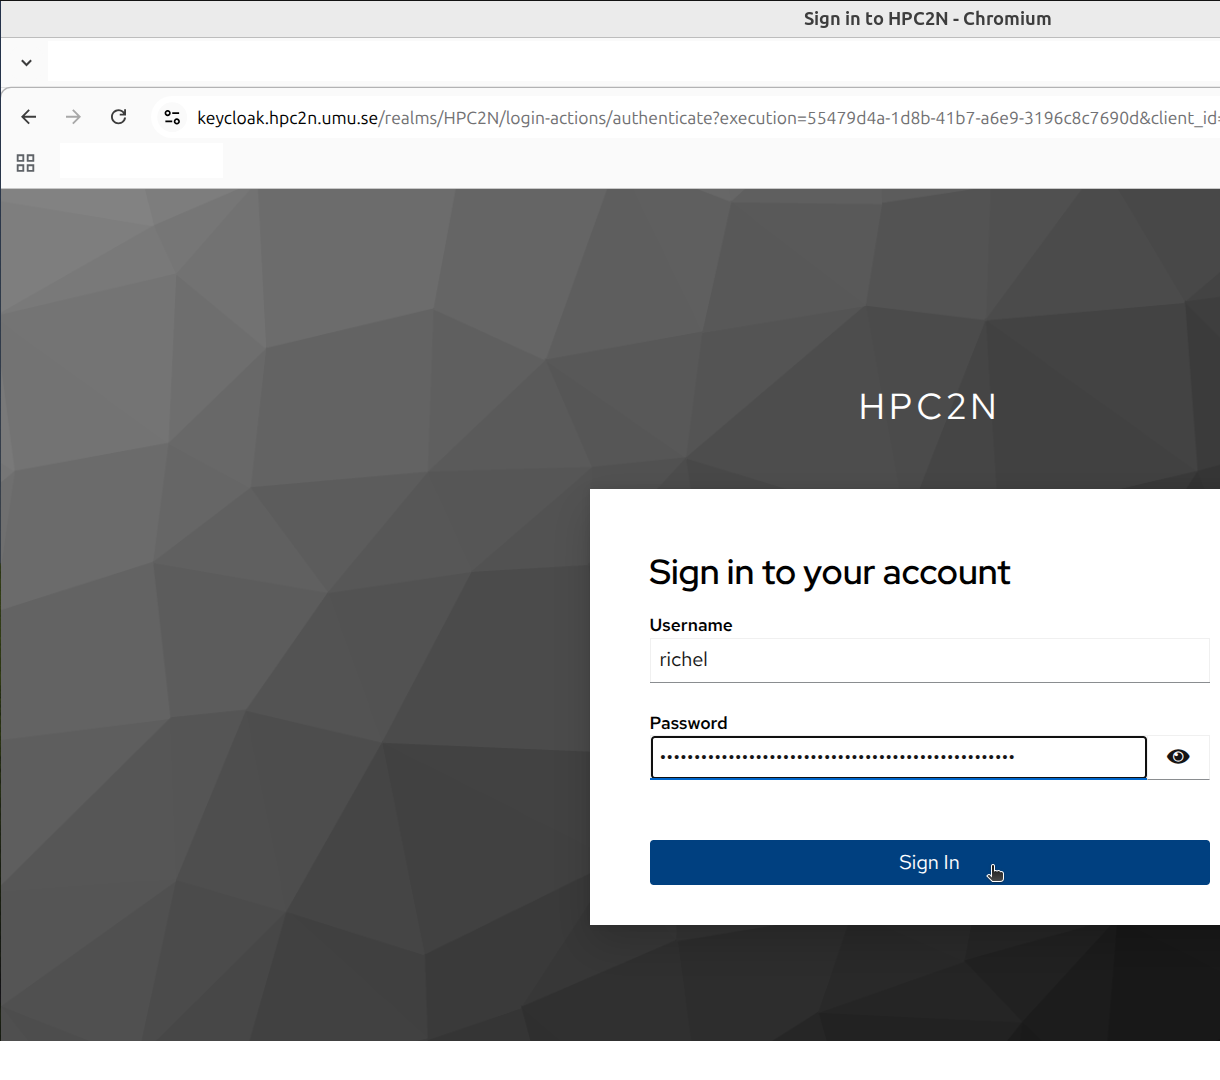 Sign in to HPC2N - Chromium
keycloak.hpc2n.umu.se/realms/HPC2N/login-actions/authenticate?execution=55479d4a-1d8b-41b7-a6e9-3196c8c7690d&client_id=
HPC2N
Sign in to your account
Username
richel
Password
••••••••••••••••••••••••••••••••••••••••••••••••••••
Sign In